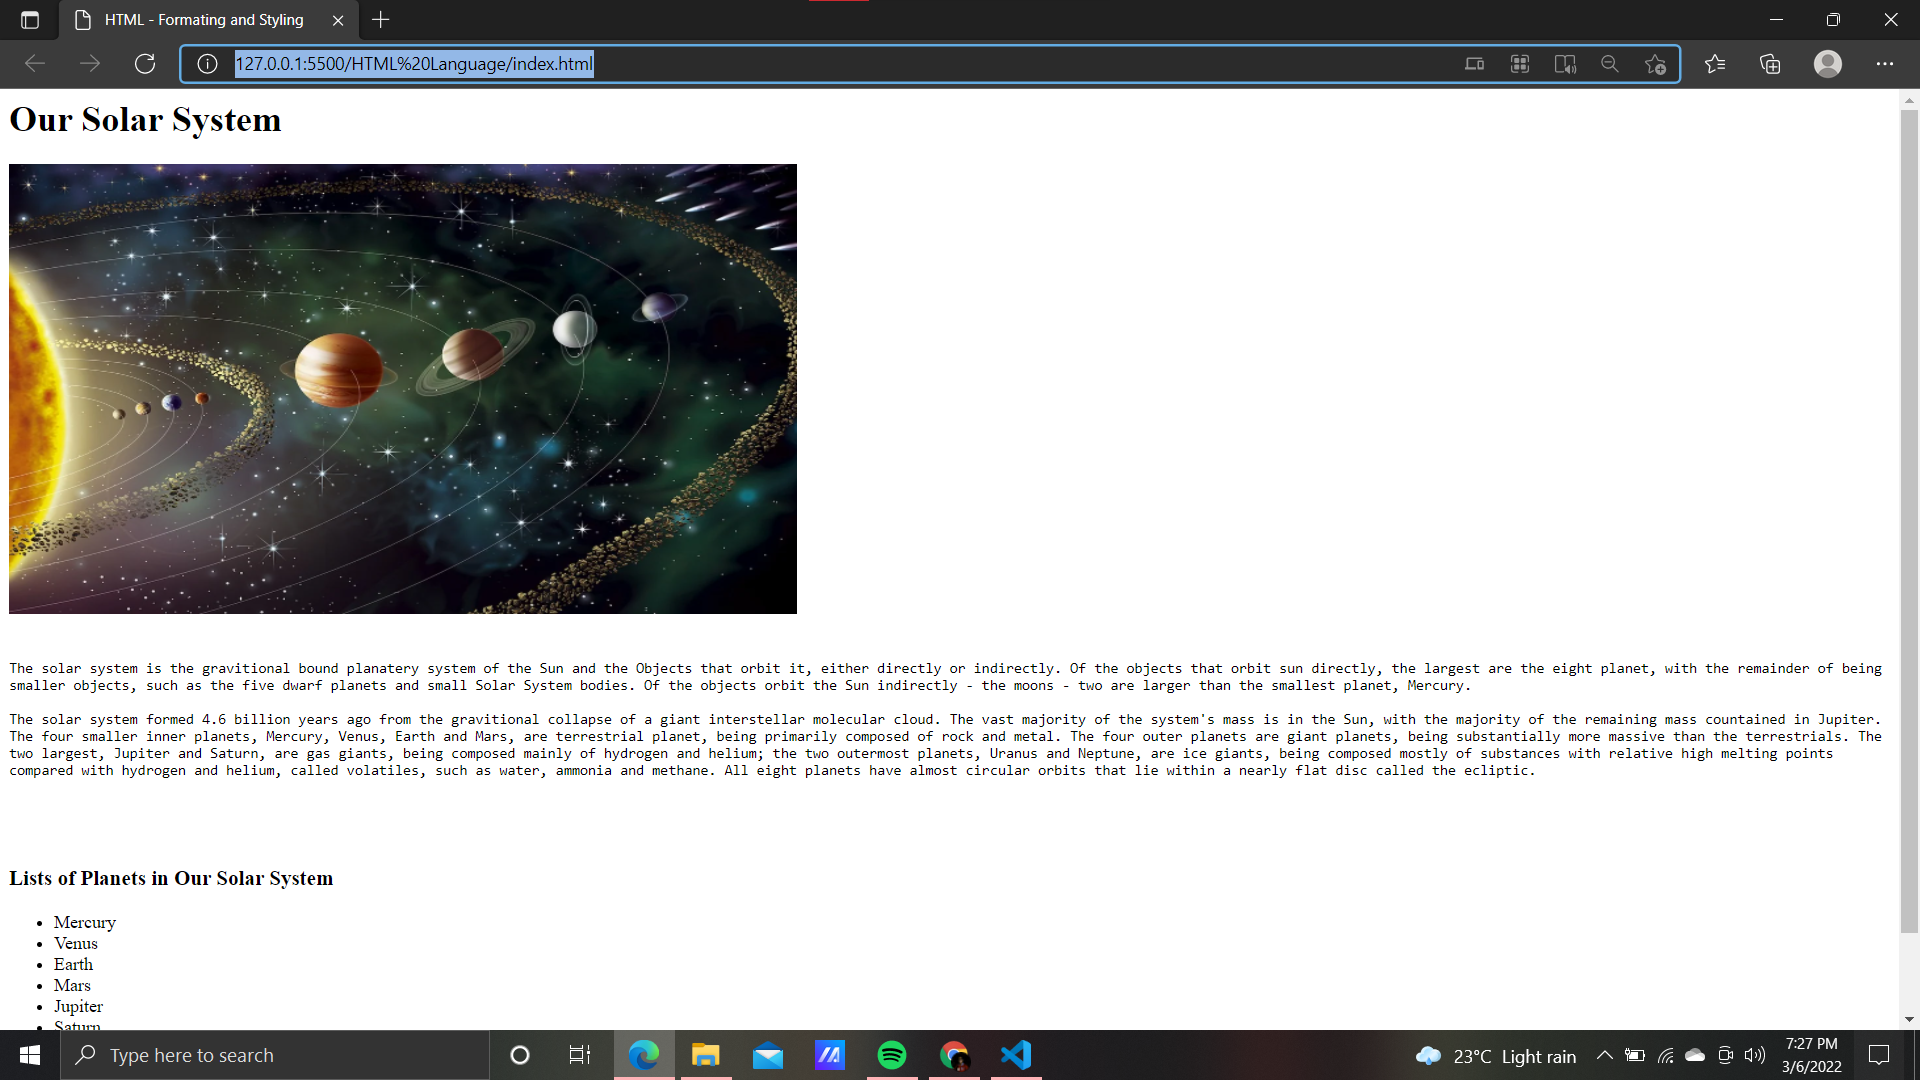 HTML - Formating and Styling
127.0.0.1:5500/HTML%20Language/index.html
Our Solar System
The solar system is the gravitional bound planatery system of the Sun and the Objects that orbit it, either directly or indirectly. Of the objects that orbit sun directly, the largest are the eight planet, with the remainder of being
smaller objects, such as the five dwarf planets and small Solar System bodies. Of the objects orbit the Sun indirectly - the moons - two are larger than the smallest planet, Mercury.
The solar system formed 4.6 billion years ago from the gravitional collapse of a giant interstellar molecular cloud. The vast majority of the system's mass is in the Sun, with the majority of the remaining mass countained in Jupiter.
The four smaller inner planets, Mercury, Venus, Earth and Mars, are terrestrial planet, being primarily composed of rock and metal. The four outer planets are giant planets, being substantially more massive than the terrestrials. The
two largest, Jupiter and Saturn, are gas giants, being composed mainly of hydrogen and helium; the two outermost planets, Uranus and Neptune, are ice giants, being composed mostly of substances with relative high melting points
compared with hydrogen and helium, called volatiles, such as water, ammonia and methane. All eight planets have almost circular orbits that lie within a nearly flat disc called the ecliptic.
Lists of Planets in Our Solar System
Mercury
Venus
Earth
Mars
Jupiter
Saturn
Type here to search
23°C Light rain
7:27 PM
3/6/2022